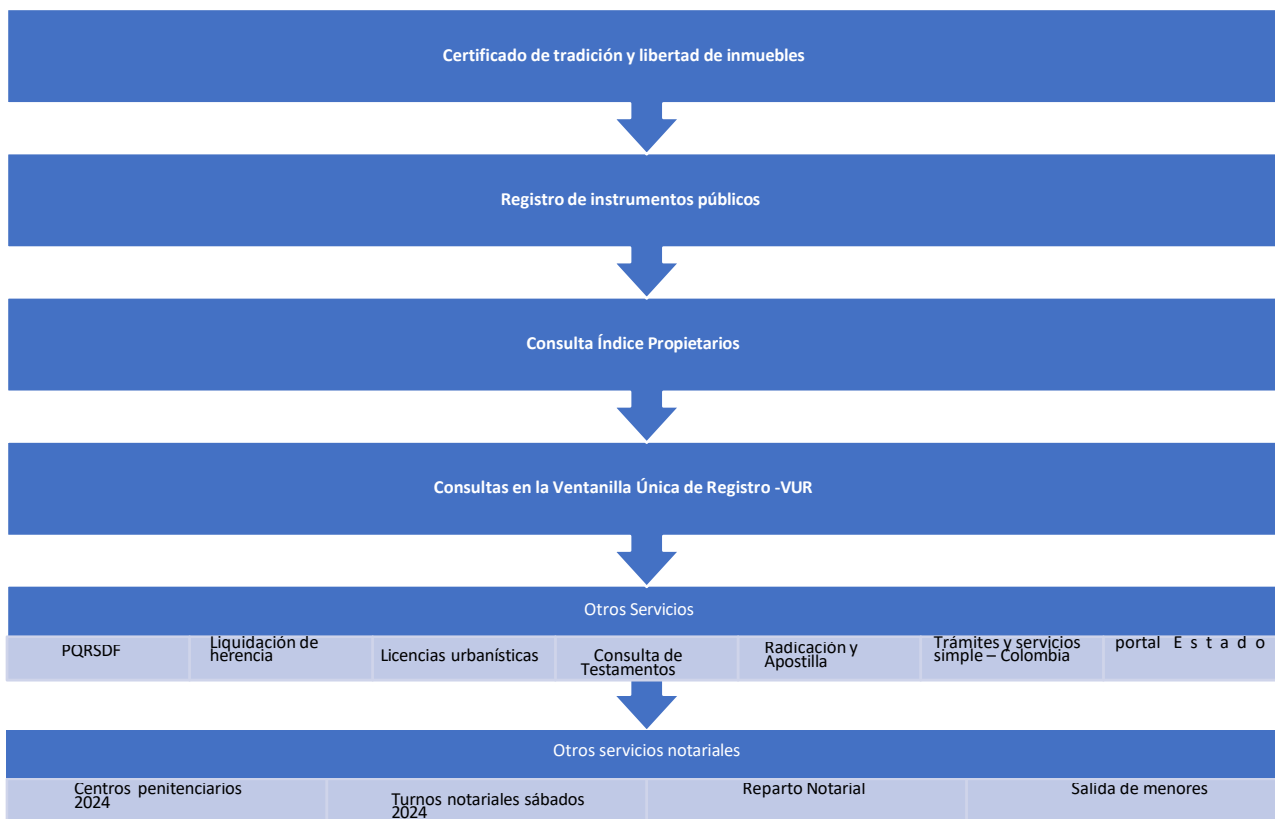 Certificado de tradición y libertad de inmuebles
Registro de instrumentos públicos
Consulta Índice Propietarios
Consultas en la Ventanilla Única de Registro -VUR
Otros Servicios
PQRSDF
Liquidación de
herencia
Licencias urbanísticas
Consulta de
Testamentos
Radicación y
Apostilla
Trámites y servicios
simple – Colombia
portal E s t a d o
Otros servicios notariales
Centros penitenciarios
2024
Turnos notariales sábados
2024
Reparto Notarial
Salida de menores